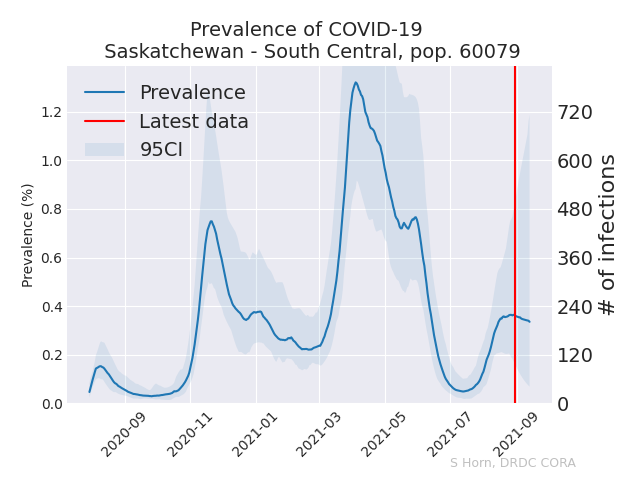 Prevalence of COVID-19
Saskatchewan - South Central, pop. 60079
Prevalence
Latest data
95CI
Prevalence (%)
1.2
1.0
0.8
0.6
0.4
0.2
0.0
720
600
480
360
240
120
0
# of infections
2020-09
2020-11
2021-01
2021-03
2021-05
2021-07
2021-09
S Horn, DRDC CORA